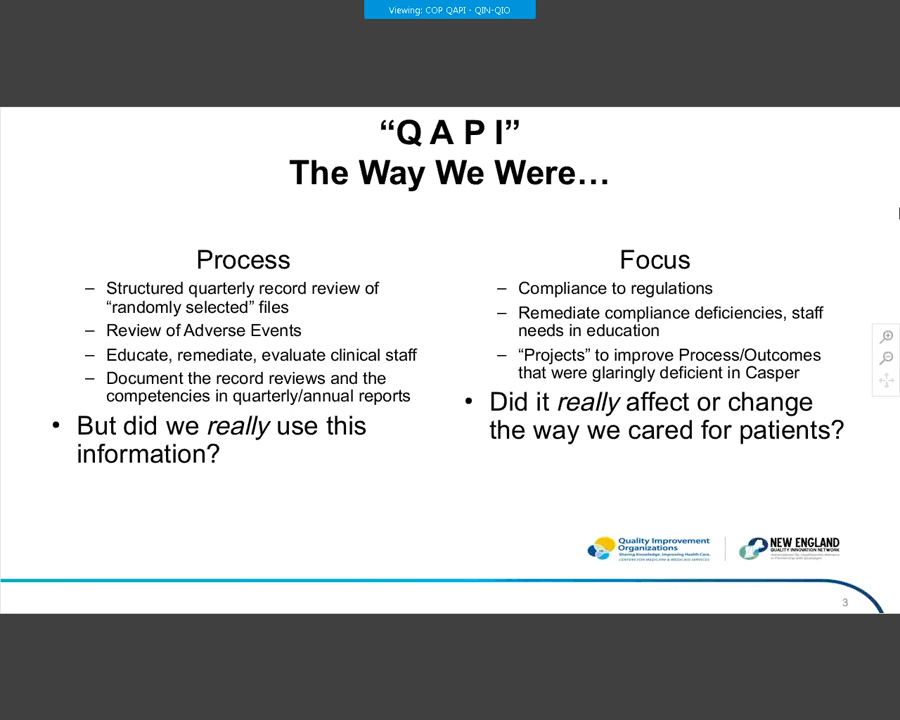 Viewing: COP QAPI - QIN-QIO
“Q A P I”
The Way We Were…
Process
– Structured quarterly record review of
“randomly selected” files
– Review of Adverse Events
– Educate, remediate, evaluate clinical staff
– Document the record reviews and the
competencies in quarterly/annual reports
• But did we really use this
information?
Focus
– Compliance to regulations
– Remediate compliance deficiencies, staff
needs in education
– “Projects” to improve Process/Outcomes
that were glaringly deficient in Casper
• Did it really affect or change
the way we cared for patients?
Quality Improvement
Organizations
Sharing Knowledge. Improving Health Care.
CENTERS FOR MEDICARE & MEDICAID SERVICES
NEW ENGLAND
QUALITY INNOVATION NETWORK
3